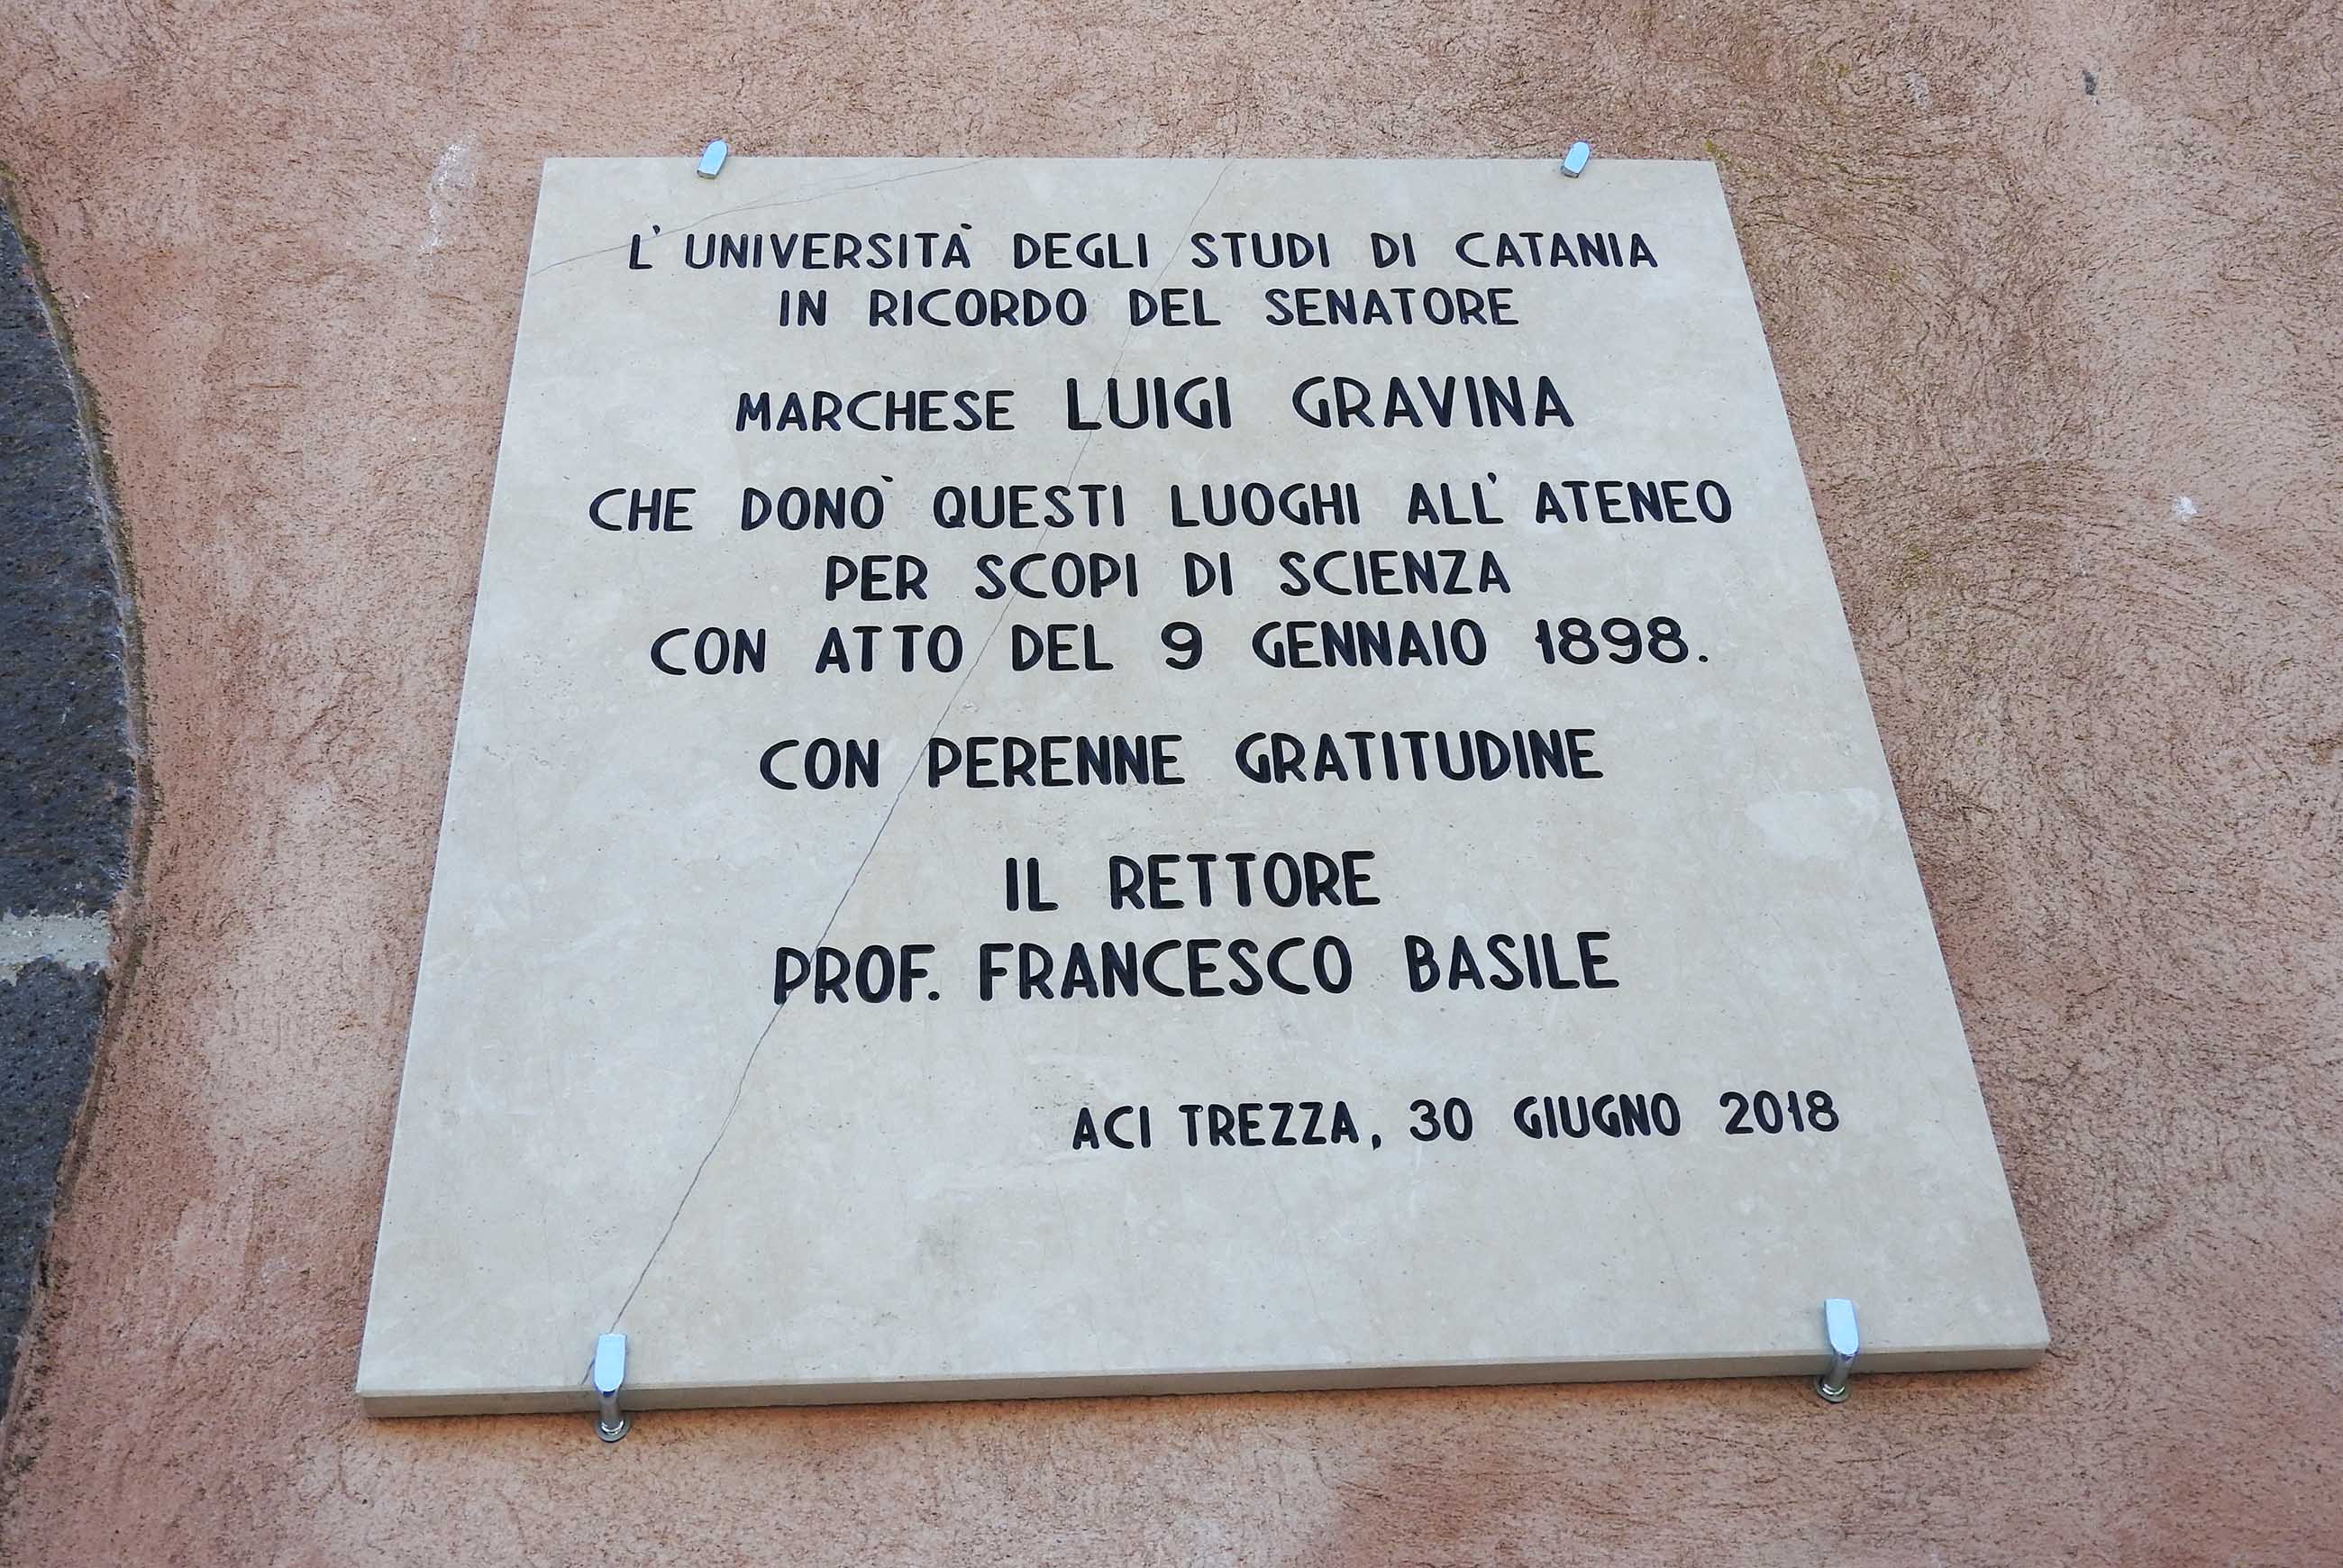 L'UNIVERSITÀ DEGLI STUDI DI CATANIA
IN RICORDO DEL SENATORE
MARCHESE LUIGI GRAVINA
CHE DONÒ QUESTI LUOGHI ALL'ATENEO
PER SCOPI DI SCIENZA
CON ATTO DEL 9 GENNAIO 1898.
CON PERENNE GRATITUDINE
IL RETTORE
PROF. FRANCESCO BASILE
ACI TREZZA, 30 GIUGNO 2018